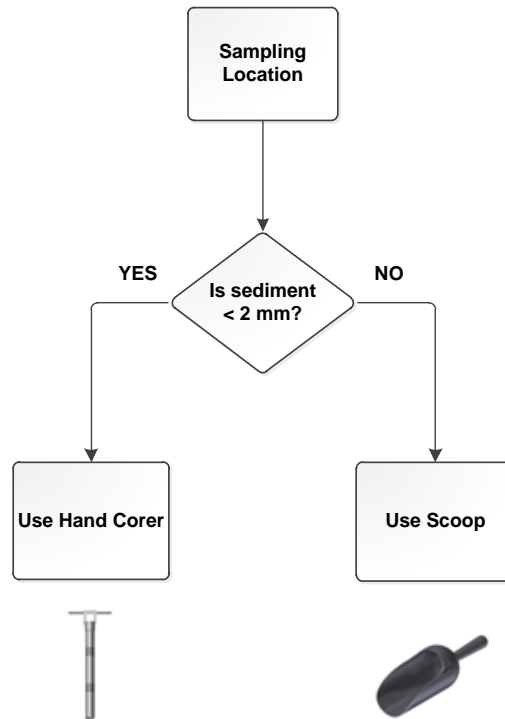 Sampling
Location
YES
NO
Is sediment
< 2 mm?
Use Hand Corer
Use Scoop